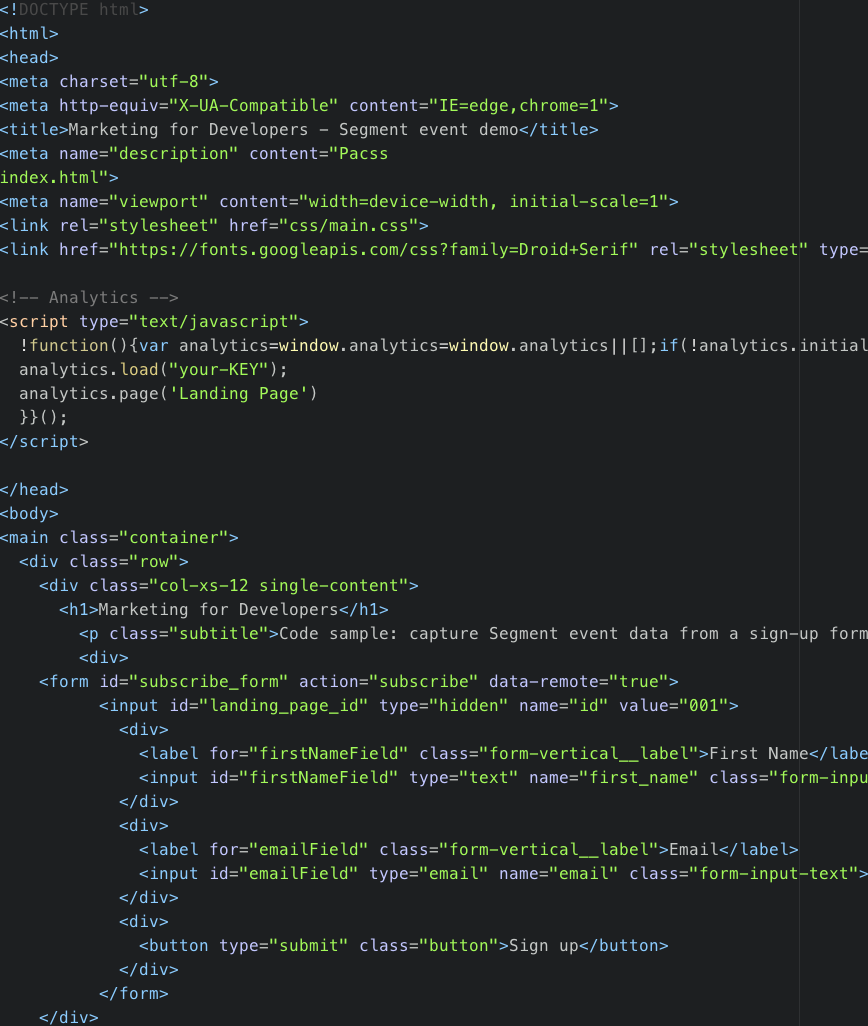 <!DOCTYPE html>
<html>
<head>
<meta charset="utf-8">
<meta http-equiv="X-UA-Compatible" content="IE=edge,chrome=1">
<title>Marketing for Developers - Segment event demo</title>
<meta name="description" content="Pacss
index.html">
<meta name="viewport" content="width=device-width, initial-scale=1">
<link rel="stylesheet" href="css/main.css">
<link href="https://fonts.googleapis.com/css?family=Droid+Serif" rel="stylesheet" type=
<!-- Analytics -->
<script type="text/javascript">
!function(){var analytics=window.analytics=window.analytics||[];if(!analytics.initial
analytics.load("your-KEY");
analytics.page('Landing Page')
}}();
</script>
</head>
<body>
<main class="container">
<div class="row">
<div class="col-xs-12 single-content">
<h1>Marketing for Developers</h1>
<p class="subtitle">Code sample: capture Segment event data from a sign-up form
<div>
<form id="subscribe_form" action="subscribe" data-remote="true">
<input id="landing_page_id" type="hidden" name="id" value="001">
<div>
<label for="firstNameField" class="form-vertical__label">First Name</labe
<input id="firstNameField" type="text" name="first_name" class="form-inpu
</div>
<div>
<label for="emailField" class="form-vertical__label">Email</label>
<input id="emailField" type="email" name="email" class="form-input-text">
</div>
<div>
<button type="submit" class="button">Sign up</button>
</div>
</form>
</div>